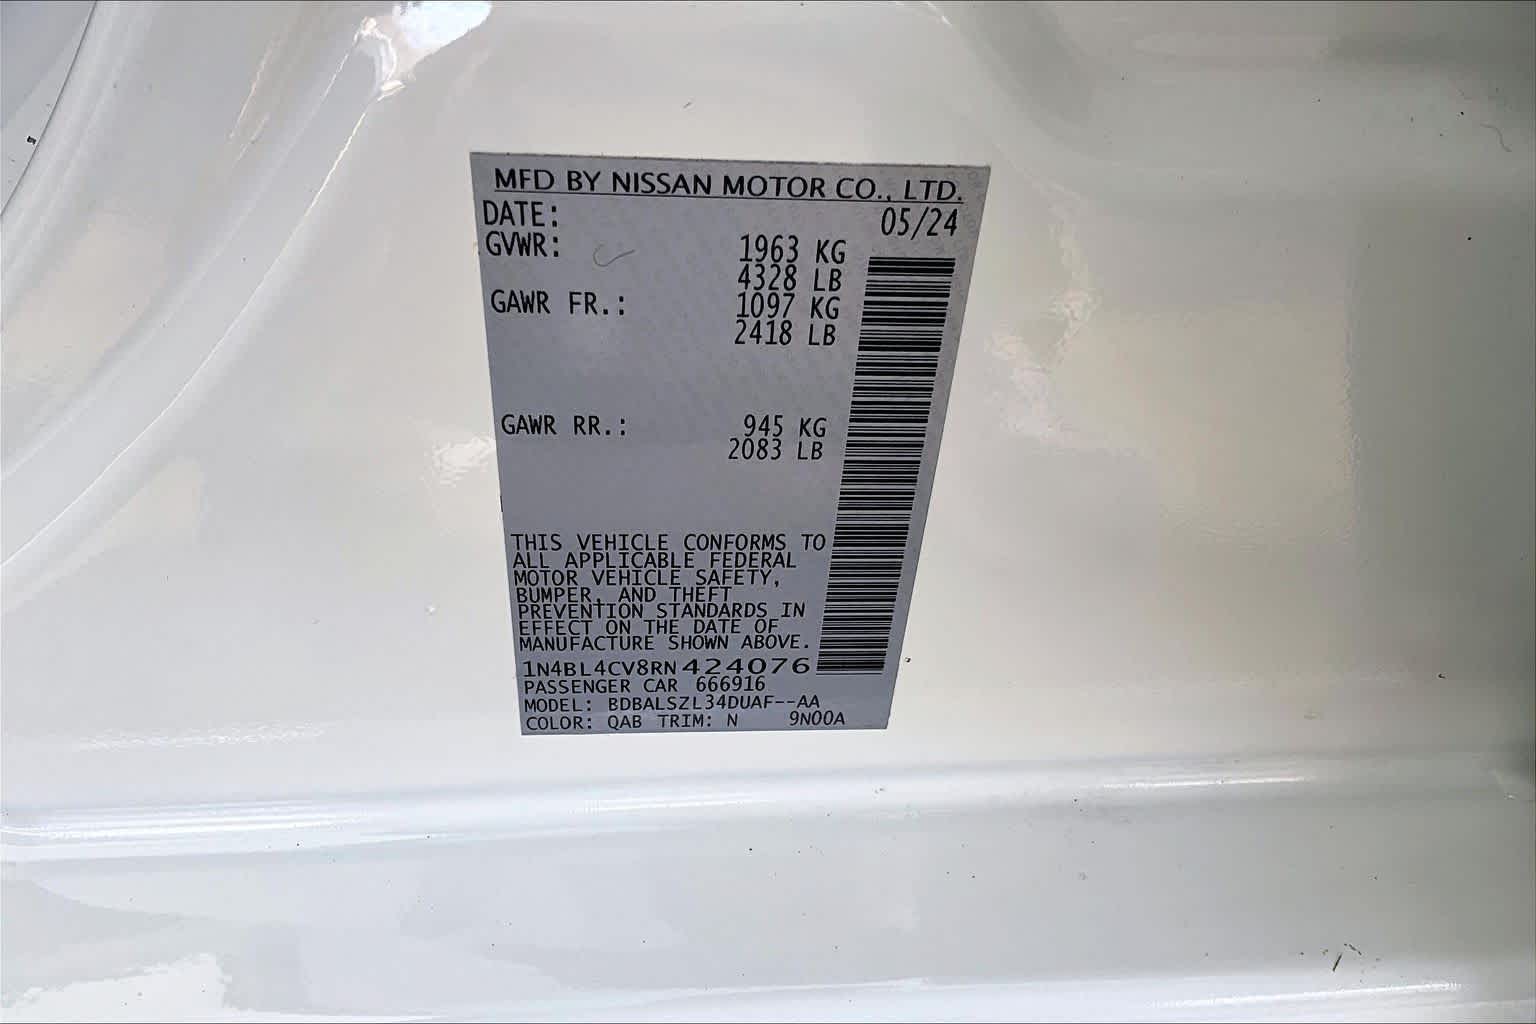 MFD BY NISSAN MOTOR CO., LTD.
DATE: 05/24
GVWR: 1963 KG
4328 LB
GAWR FR.: 1097 KG
2418 LB
GAWR RR.: 945 KG
2083 LB
THIS VEHICLE CONFORMS TO
ALL APPLICABLE FEDERAL
MOTOR VEHICLE SAFETY,
BUMPER, AND THEFT
PREVENTION STANDARDS IN
EFFECT ON THE DATE OF
MANUFACTURE SHOWN ABOVE.
1N4BL4CV8RN424076
PASSENGER CAR 666916
MODEL: BDBALSZL34DUAF--AA
COLOR: QAB TRIM: N 9N00A